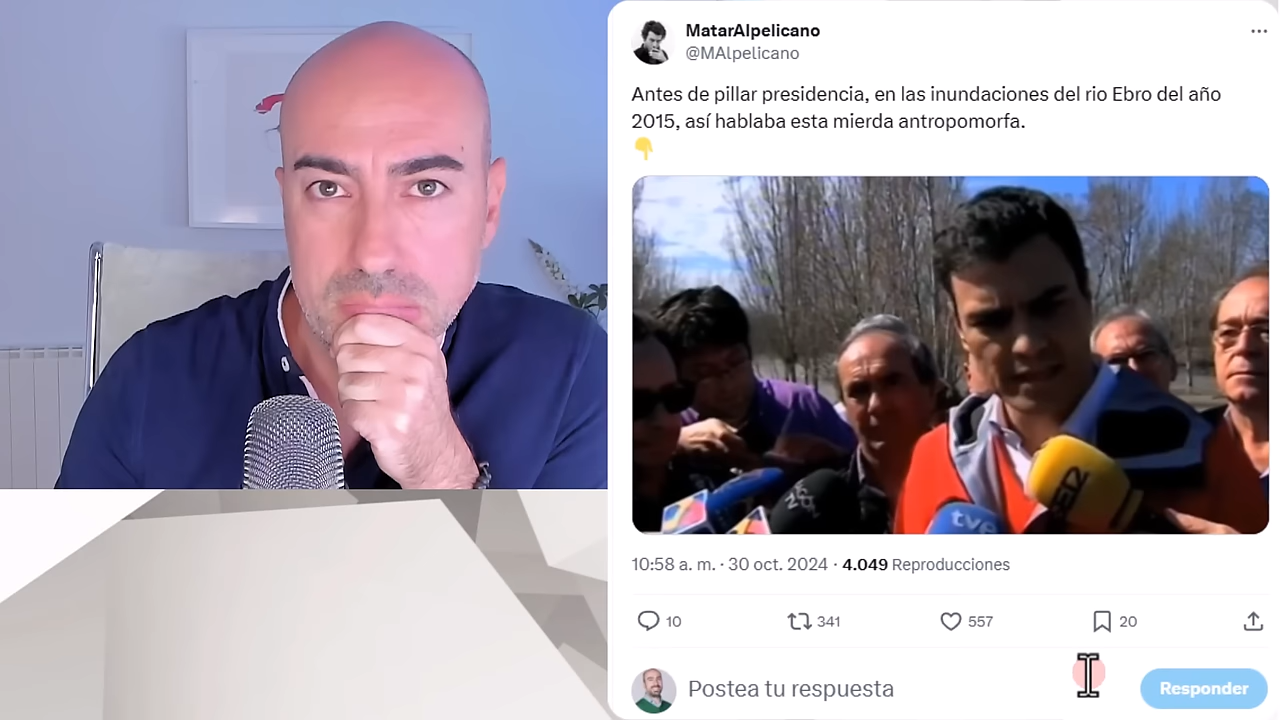 MatarAlpelicano
@MAlpelicano
Antes de pillar presidencia, en las inundaciones del rio Ebro del año
2015, así hablaba esta mierda antropomorfa.
SER
tve
10:58 a. m. · 30 oct. 2024 · 4.049 Reproducciones
10 341 557 20
Postea tu respuesta
Responder